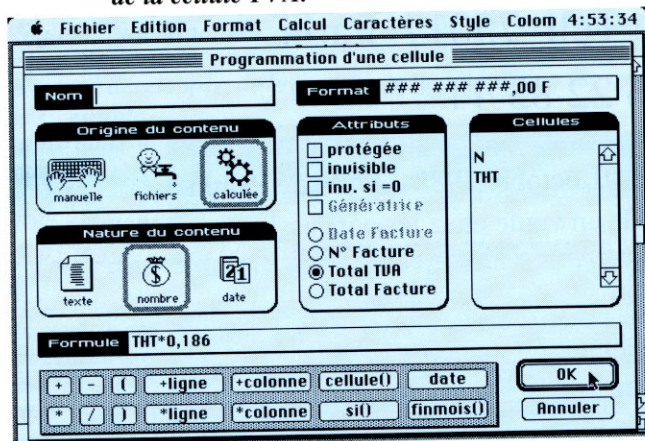 de la cellule TVA.
Fichier Edition Format Calcul Caractères Style Colom 4:53:34
Programmation d'une cellule
Nom
Format ### ### ###,00 F
Origine du contenu
manuelle fichiers calculée
Attributs
protégée
invisible
inv. si =0
Génératrice
Date Facture
N° Facture
Total TVA
Total Facture
Cellules
N
THT
Nature du contenu
texte nombre date
21
Formule THT*0,186
+ - ( +ligne +colonne cellule() date
* / ) *ligne *colonne si() finmois()
OK
Annuler